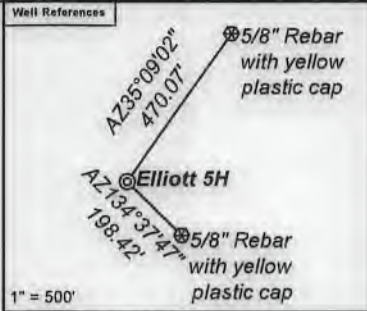 Well References
5/8" Rebar
with yellow
plastic cap
AZ35°09'02"
470.07'
Elliott 5H
AZ134°37'47"
198.42'
5/8" Rebar
with yellow
plastic cap
1" = 500'